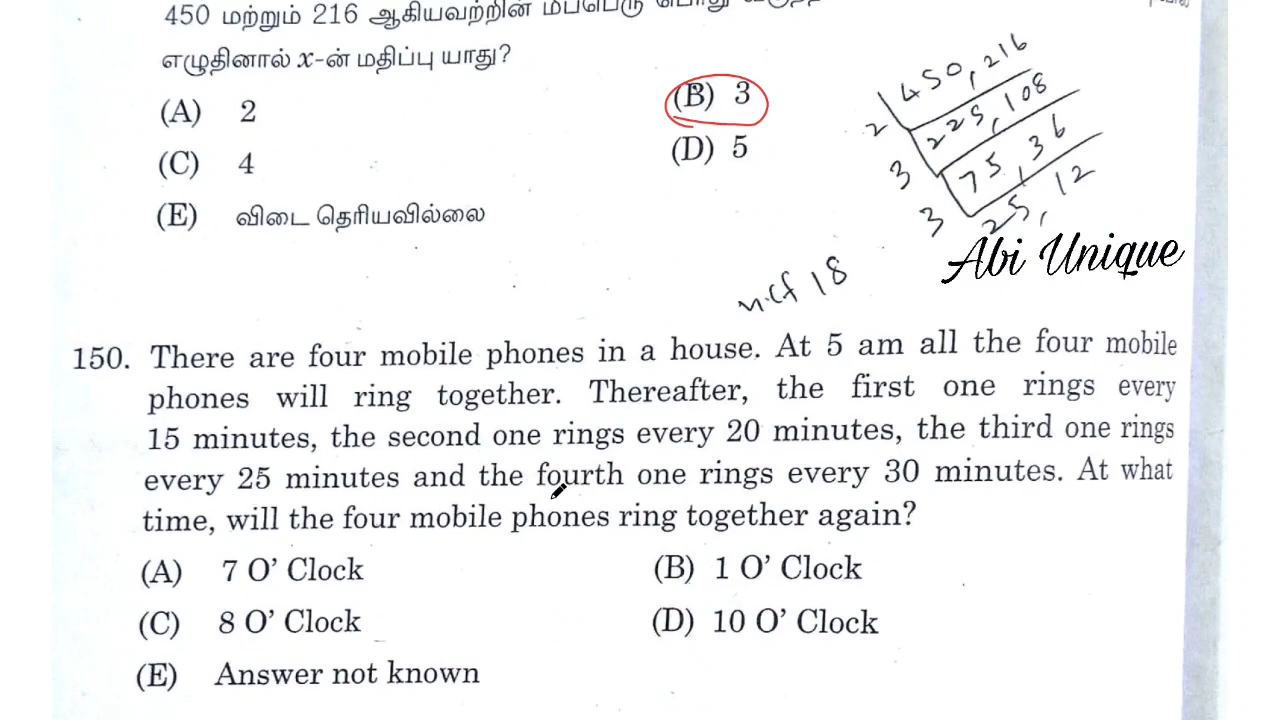 450 மற்றும் 216 ஆகியவற்றின் மீப்பெரு பொது
எழுதினால் x-ன் மதிப்பு யாது?
(A) 2
(B) 3
(C) 4
(D) 5
(E) விடை தெரியவில்லை
2 450, 216
3 225, 108
3 75, 36
25, 12
Abi Unique
H.Cf 18
150. There are four mobile phones in a house. At 5 am all the four mobile
phones will ring together. Thereafter, the first one rings every
15 minutes, the second one rings every 20 minutes, the third one rings
every 25 minutes and the fourth one rings every 30 minutes. At what
time, will the four mobile phones ring together again?
(A) 7 O' Clock
(B) 1 O' Clock
(C) 8 O' Clock
(D) 10 O' Clock
(E) Answer not known